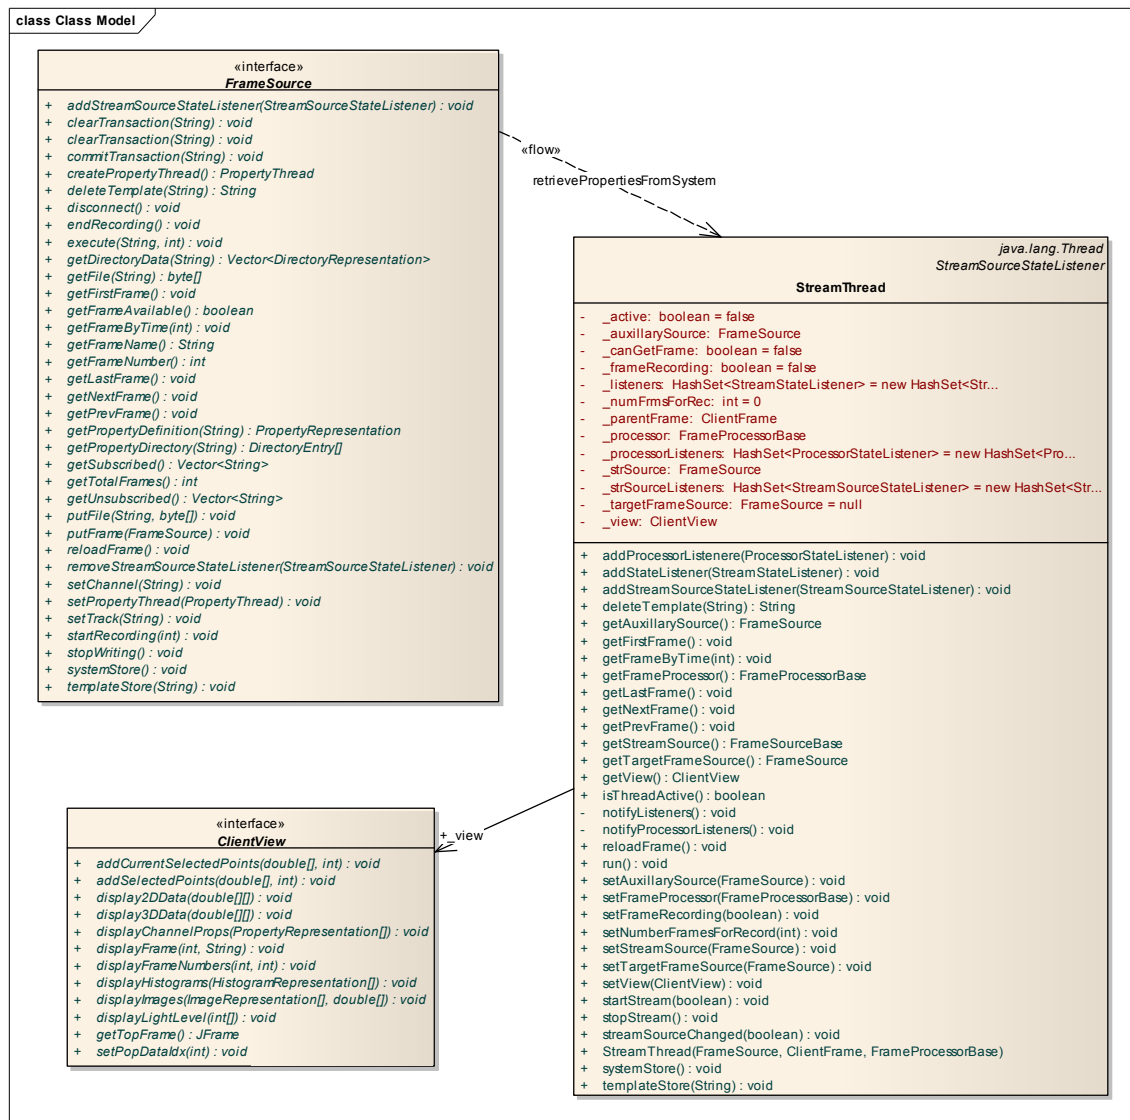 class Class Model
«interface»
FrameSource
+ addStreamSourceStateListener(StreamSourceStateListener) : void
+ clearTransaction(String) : void
+ clearTransaction(String) : void
+ commitTransaction(String) : void
+ createPropertyThread() : PropertyThread
+ deleteTemplate(String) : String
+ disconnect() : void
+ endRecording() : void
+ execute(String, int) : void
+ getDirectoryData(String) : Vector<DirectoryRepresentation>
+ getFile(String) : byte[]
+ getFirstFrame() : void
+ getFrameAvailable() : boolean
+ getFrameByTime(int) : void
+ getFrameName() : String
+ getFrameNumber() : int
+ getLastFrame() : void
+ getNextFrame() : void
+ getPrevFrame() : void
+ getPropertyDefinition(String) : PropertyRepresentation
+ getPropertyDirectory(String) : DirectoryEntry[]
+ getSubscribed() : Vector<String>
+ getTotalFrames() : int
+ getUnsubscribed() : Vector<String>
+ putFile(String, byte[]) : void
+ putFrame(FrameSource) : void
+ reloadFrame() : void
+ removeStreamSourceStateListener(StreamSourceStateListener) : void
+ setChannel(String) : void
+ setPropertyThread(PropertyThread) : void
+ setTrack(String) : void
+ startRecording(int) : void
+ stopWriting() : void
+ systemStore() : void
+ templateStore(String) : void
«flow»
retrievePropertiesFromSystem
java.lang.Thread
StreamSourceStateListener
StreamThread
- _active: boolean = false
- _auxillarySource: FrameSource
- _canGetFrame: boolean = false
- _frameRecording: boolean = false
- _listeners: HashSet<StreamStateListener> = new HashSet<Str...
- _numFrmsForRec: int = 0
- _parentFrame: ClientFrame
- _processor: FrameProcessorBase
- _processorListeners: HashSet<ProcessorStateListener> = new HashSet<Pro...
- _strSource: FrameSource
- _strSourceListeners: HashSet<StreamSourceStateListener> = new HashSet<Str...
- _targetFrameSource: FrameSource = null
- _view: ClientView
+ addProcessorListenere(ProcessorStateListener) : void
+ addStateListener(StreamStateListener) : void
+ addStreamSourceStateListener(StreamSourceStateListener) : void
+ deleteTemplate(String) : String
+ getAuxillarySource() : FrameSource
+ getFirstFrame() : void
+ getFrameByTime(int) : void
+ getFrameProcessor() : FrameProcessorBase
+ getLastFrame() : void
+ getNextFrame() : void
+ getPrevFrame() : void
+ getStreamSource() : FrameSourceBase
+ getTargetFrameSource() : FrameSource
+ getView() : ClientView
+ isThreadActive() : boolean
- notifyListeners() : void
- notifyProcessorListeners() : void
+ reloadFrame() : void
+ run() : void
+ setAuxillarySource(FrameSource) : void
+ setFrameProcessor(FrameProcessorBase) : void
+ setFrameRecording(boolean) : void
+ setNumberFramesForRecord(int) : void
+ setStreamSource(FrameSource) : void
+ setTargetFrameSource(FrameSource) : void
+ setView(ClientView) : void
+ startStream(boolean) : void
+ stopStream() : void
+ streamSourceChanged(boolean) : void
+ StreamThread(FrameSource, ClientFrame, FrameProcessorBase)
+ systemStore() : void
+ templateStore(String) : void
+_view
«interface»
ClientView
+ addCurrentSelectedPoints(double[], int) : void
+ addSelectedPoints(double[], int) : void
+ display2DData(double[][]) : void
+ display3DData(double[][]) : void
+ displayChannelProps(PropertyRepresentation[]) : void
+ displayFrame(int, String) : void
+ displayFrameNumbers(int, int) : void
+ displayHistograms(HistogramRepresentation[]) : void
+ displayImages(ImageRepresentation[], double[]) : void
+ displayLightLevel(int[]) : void
+ getTopFrame() : JFrame
+ setPopDataIdx(int) : void